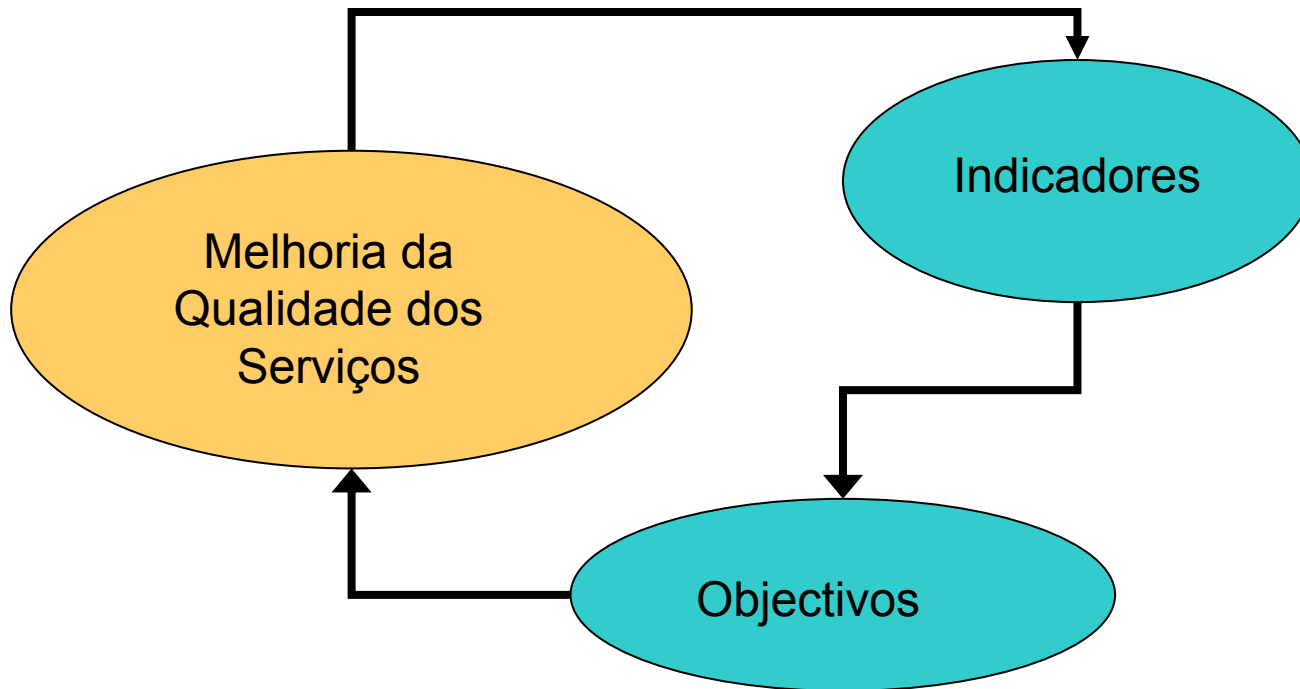 Melhoria da
Qualidade dos
Serviços
Indicadores
Objectivos